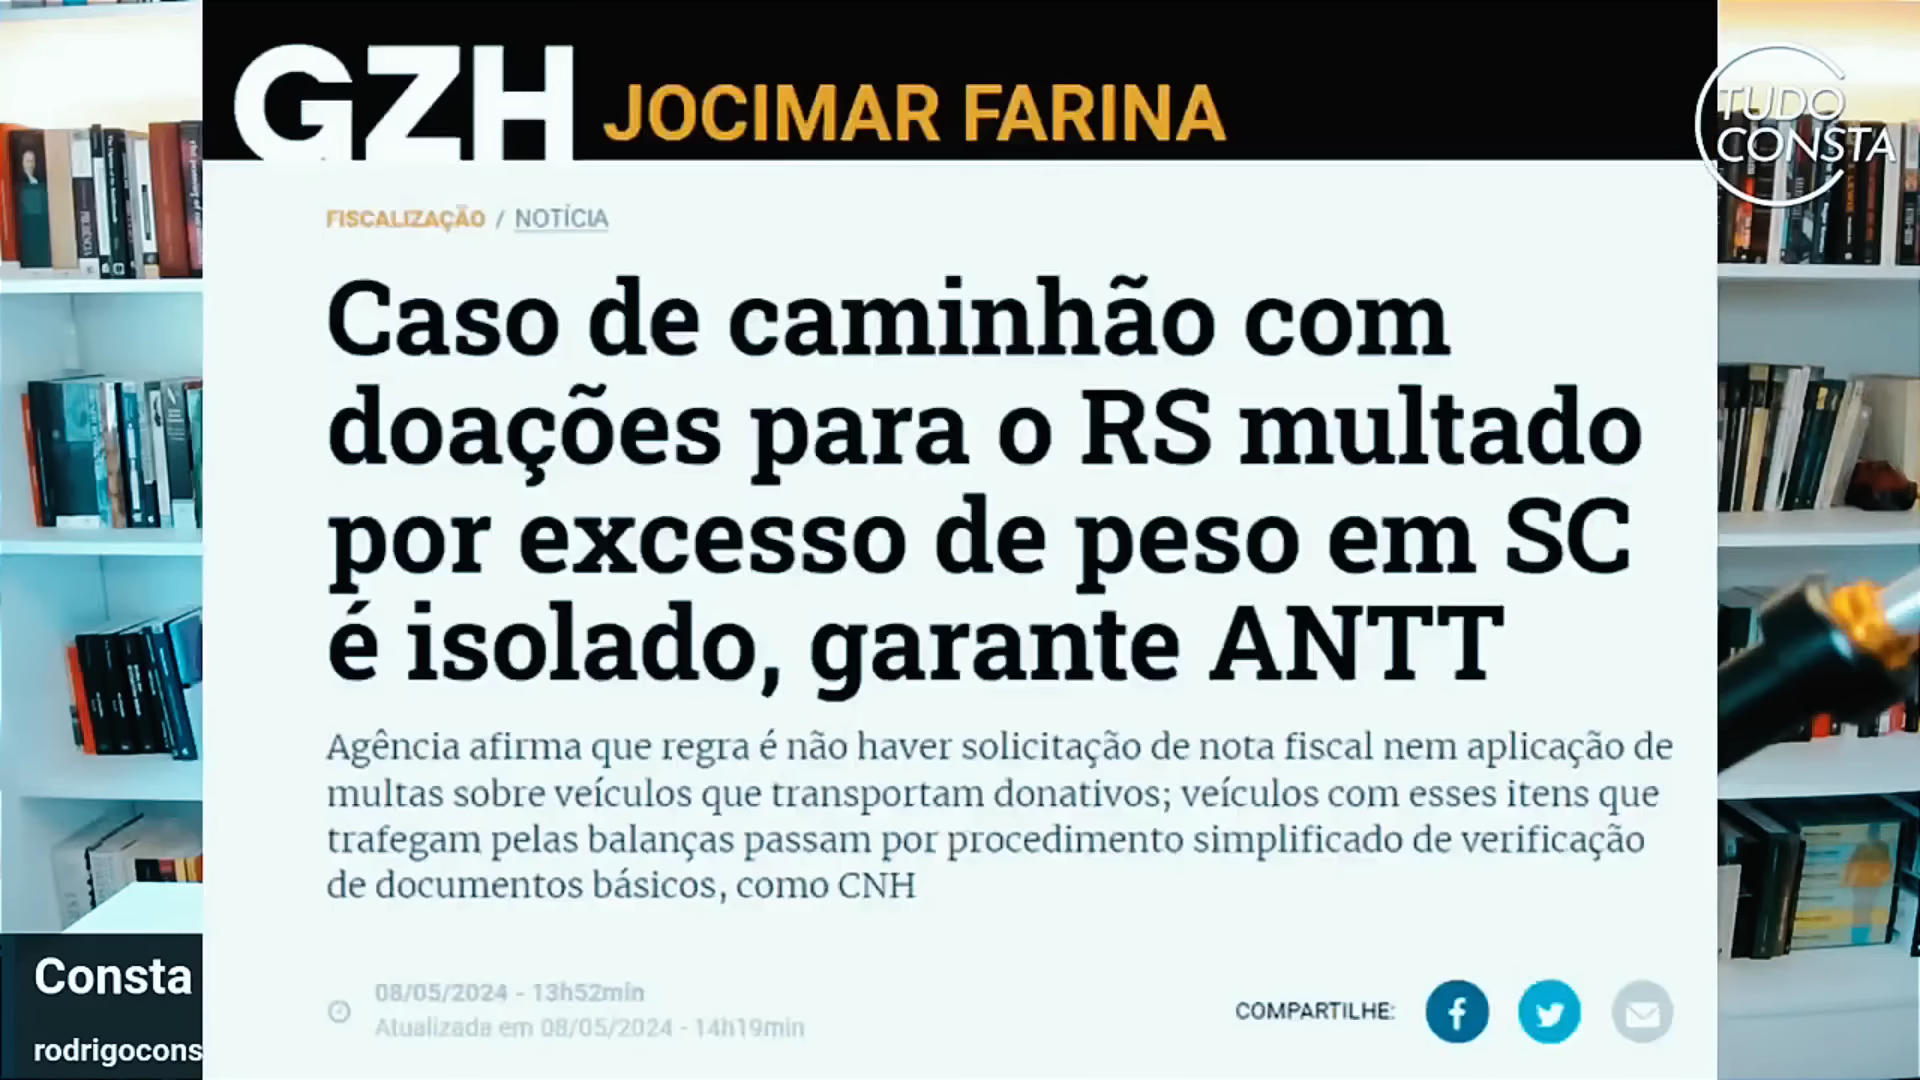 GZH JOCIMAR FARINA
TUDO
CONSTA
FISCALIZAÇÃO / NOTÍCIA
Caso de caminhão com
doações para o RS multado
por excesso de peso em SC
é isolado, garante ANTT
Agência afirma que regra é não haver solicitação de nota fiscal nem aplicação de
multas sobre veículos que transportam donativos; veículos com esses itens que
trafegam pelas balanças passam por procedimento simplificado de verificação
de documentos básicos, como CNH
Consta
rodrigocons
08/05/2024 - 13h52min
Atualizada em 08/05/2024 - 14h19min
COMPARTILHE: